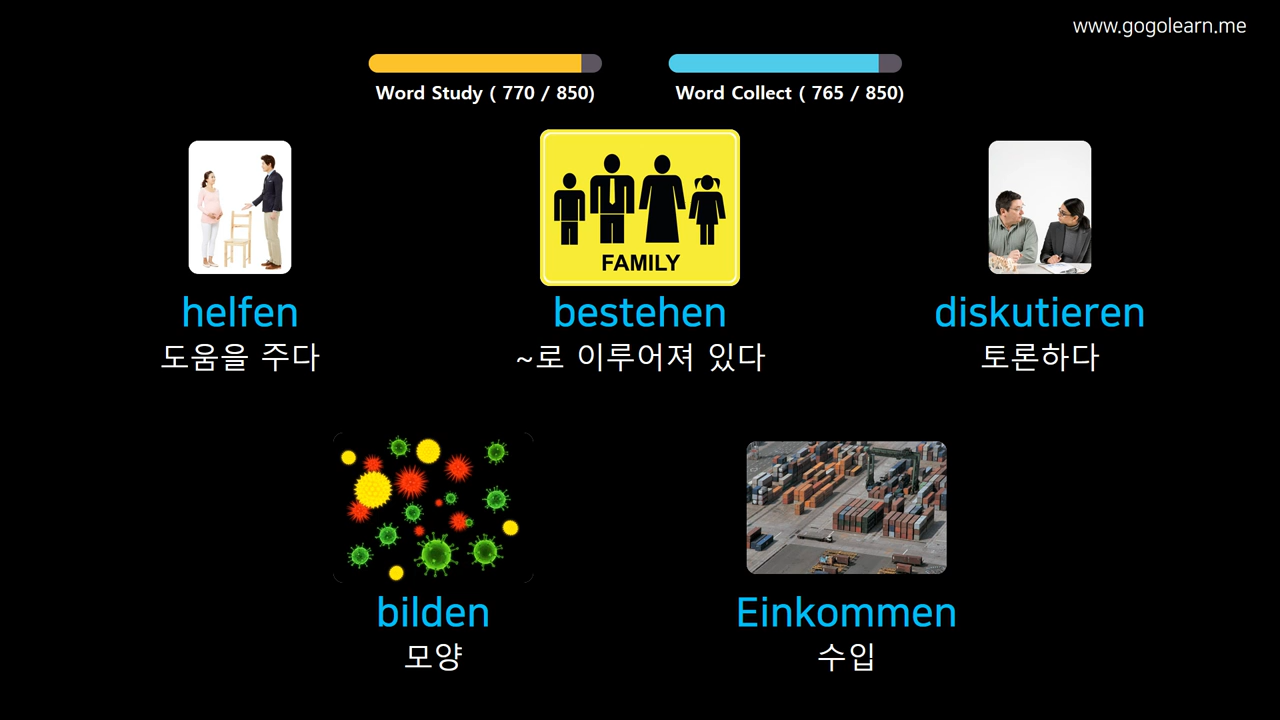 www.gogolearn.me
Word Study ( 770 / 850)
Word Collect ( 765 / 850)
FAMILY
helfen
도움을 주다
bestehen
~로 이루어져 있다
diskutieren
토론하다
bilden
모양
Einkommen
수입